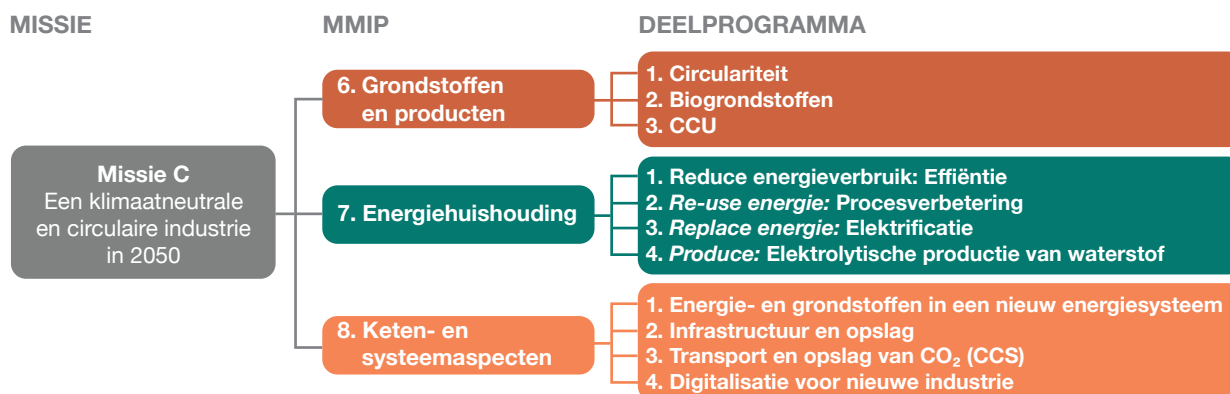 MISSIE
MMIP
DEELPROGRAMMA
Missie C
Een klimaatneutrale
en circulaire industrie
in 2050
6. Grondstoffen
en producten
1. Circulariteit
2. Biogrondstoffen
3. CCU
7. Energiehuishouding
1. Reduce energieverbruik: Effiëntie
2. Re-use energie: Procesverbetering
3. Replace energie: Elektrificatie
4. Produce: Elektrolytische productie van waterstof
8. Keten- en
systeemaspecten
1. Energie- en grondstoffen in een nieuw energiesysteem
2. Infrastructuur en opslag
3. Transport en opslag van CO₂ (CCS)
4. Digitalisatie voor nieuwe industrie